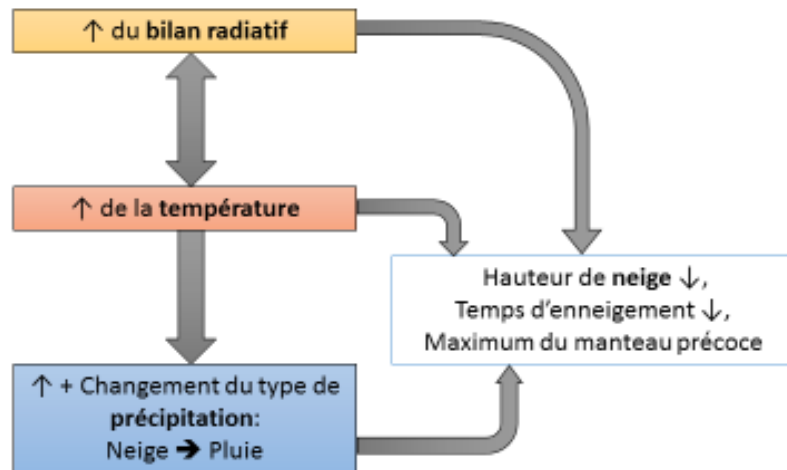 ↑ du bilan radiatif
↑ de la température
Hauteur de neige ↓,
Temps d'enneigement ↓,
Maximum du manteau précoce
↑ + Changement du type de
précipitation:
Neige ➔ Pluie